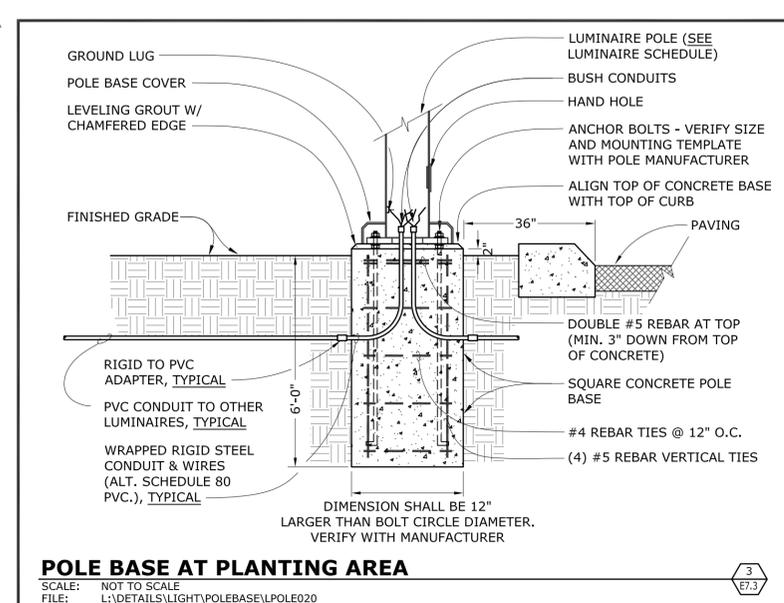 GROUND LUG
POLE BASE COVER
LEVELING GROUT W/
CHAMFERED EDGE
FINISHED GRADE
LUMINAIRE POLE (SEE
LUMINAIRE SCHEDULE)
BUSH CONDUITS
HAND HOLE
ANCHOR BOLTS - VERIFY SIZE
AND MOUNTING TEMPLATE
WITH POLE MANUFACTURER
ALIGN TOP OF CONCRETE BASE
WITH TOP OF CURB
36"
PAVING
2"
6'-0"
RIGID TO PVC
ADAPTER, TYPICAL
PVC CONDUIT TO OTHER
LUMINAIRES, TYPICAL
WRAPPED RIGID STEEL
CONDUIT & WIRES
(ALT. SCHEDULE 80
PVC.), TYPICAL
DOUBLE #5 REBAR AT TOP
(MIN. 3" DOWN FROM TOP
OF CONCRETE)
SQUARE CONCRETE POLE
BASE
#4 REBAR TIES @ 12" O.C.
(4) #5 REBAR VERTICAL TIES
DIMENSION SHALL BE 12"
LARGER THAN BOLT CIRCLE DIAMETER.
VERIFY WITH MANUFACTURER
POLE BASE AT PLANTING AREA
SCALE: NOT TO SCALE
FILE: L:\DETAILS\LIGHT\POLEBASE\LPOLE020
3
E7.3